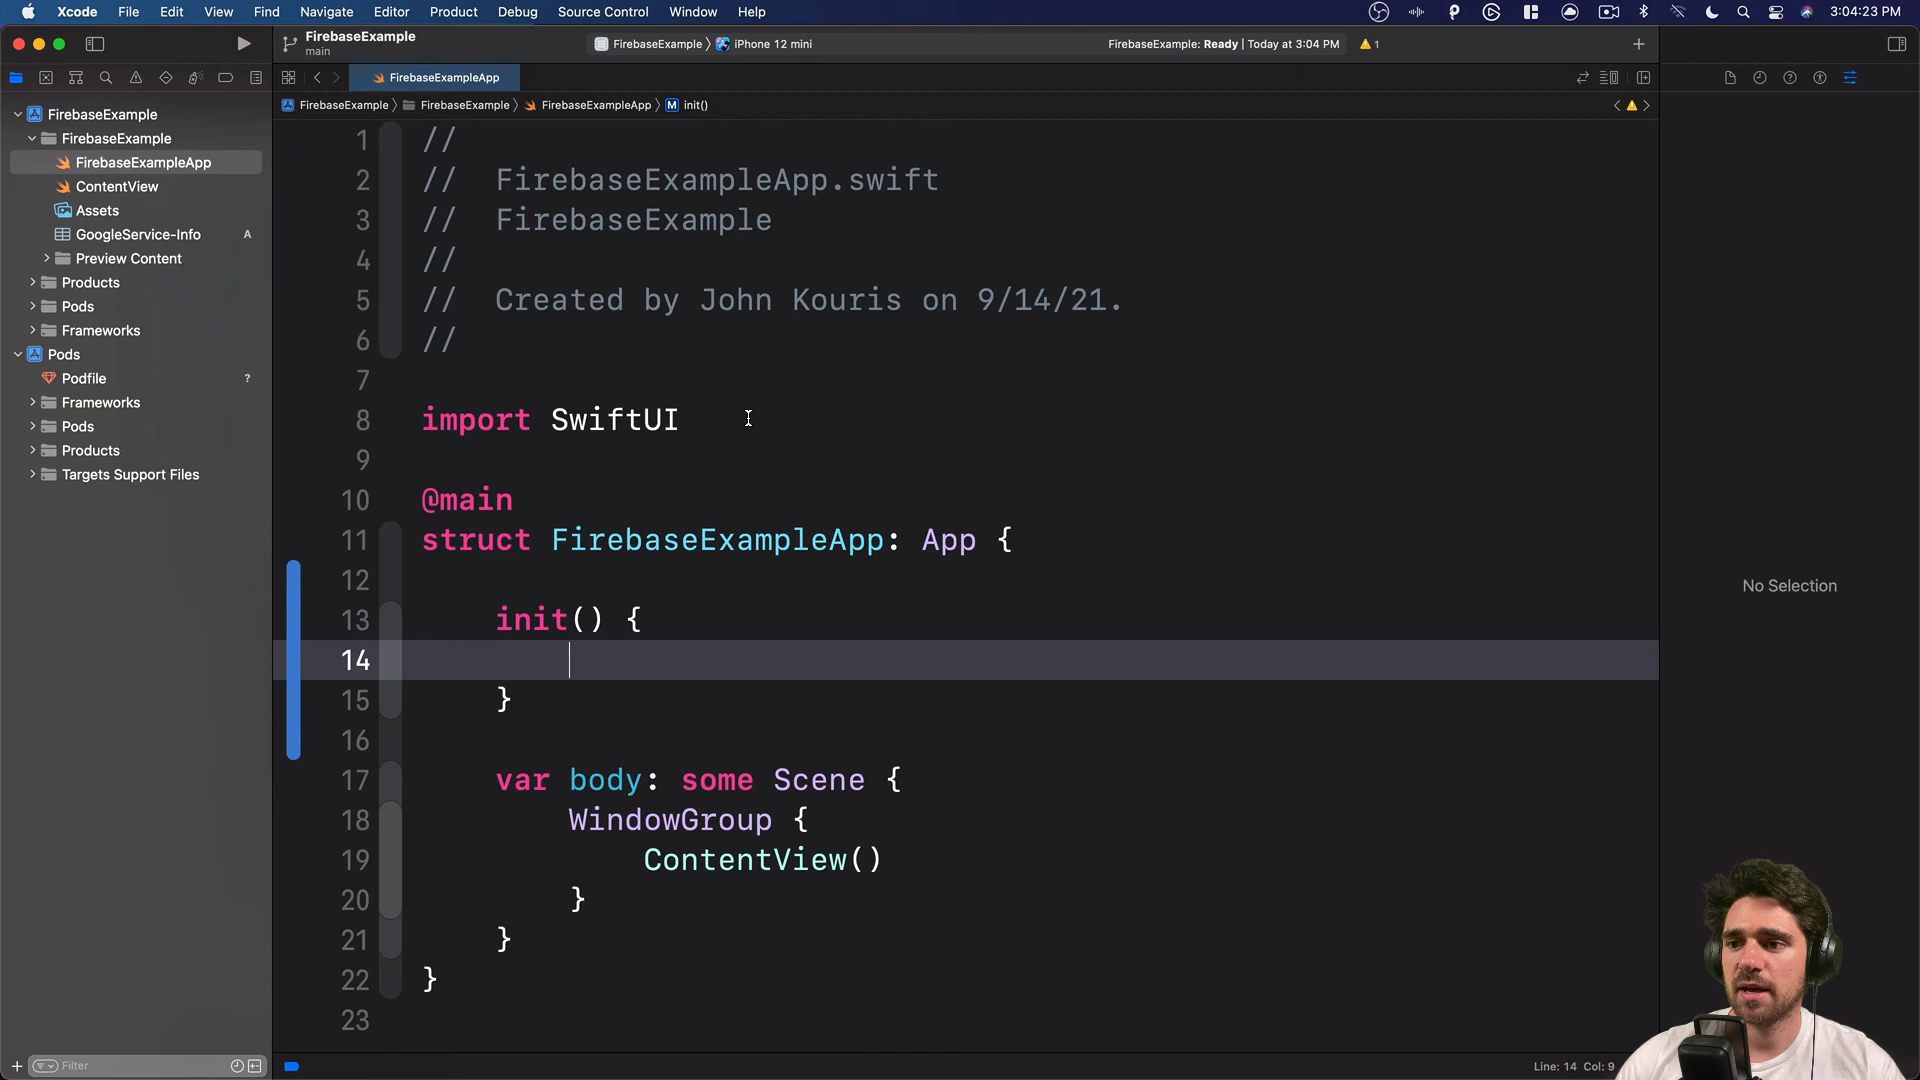 Xcode File Edit View Find Navigate Editor Product Debug Source Control Window Help 3:04:23 PM
FirebaseExample
main
FirebaseExample 〉 iPhone 12 mini
FirebaseExample: Ready | Today at 3:04 PM
1
FirebaseExampleApp
FirebaseExample 〉 FirebaseExample 〉 FirebaseExampleApp 〉 M init()
FirebaseExample
FirebaseExample
FirebaseExampleApp
ContentView
Assets
GoogleService-Info A
Preview Content
Products
Pods
Frameworks
Pods
Podfile ?
Frameworks
Pods
Products
Targets Support Files
Filter
1 //
2 //  FirebaseExampleApp.swift
3 //  FirebaseExample
4 //
5 //  Created by John Kouris on 9/14/21.
6 //
7
8 import SwiftUI
9
10 @main
11 struct FirebaseExampleApp: App {
12
13     init() {
14
15     }
16
17     var body: some Scene {
18         WindowGroup {
19             ContentView()
20         }
21     }
22 }
23
No Selection
Line: 14 Col: 9